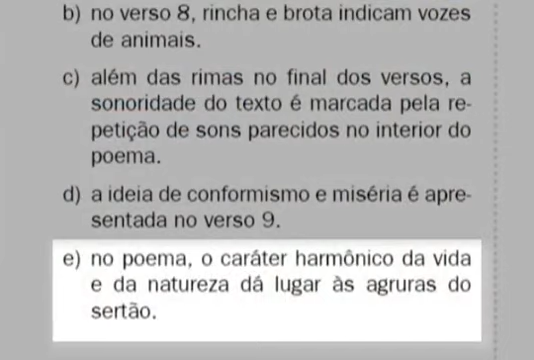 b) no verso 8, rincha e brota indicam vozes
de animais.
c) além das rimas no final dos versos, a
sonoridade do texto é marcada pela re-
petição de sons parecidos no interior do
poema.
d) a ideia de conformismo e miséria é apre-
sentada no verso 9.
e) no poema, o caráter harmônico da vida
e da natureza dá lugar às agruras do
sertão.